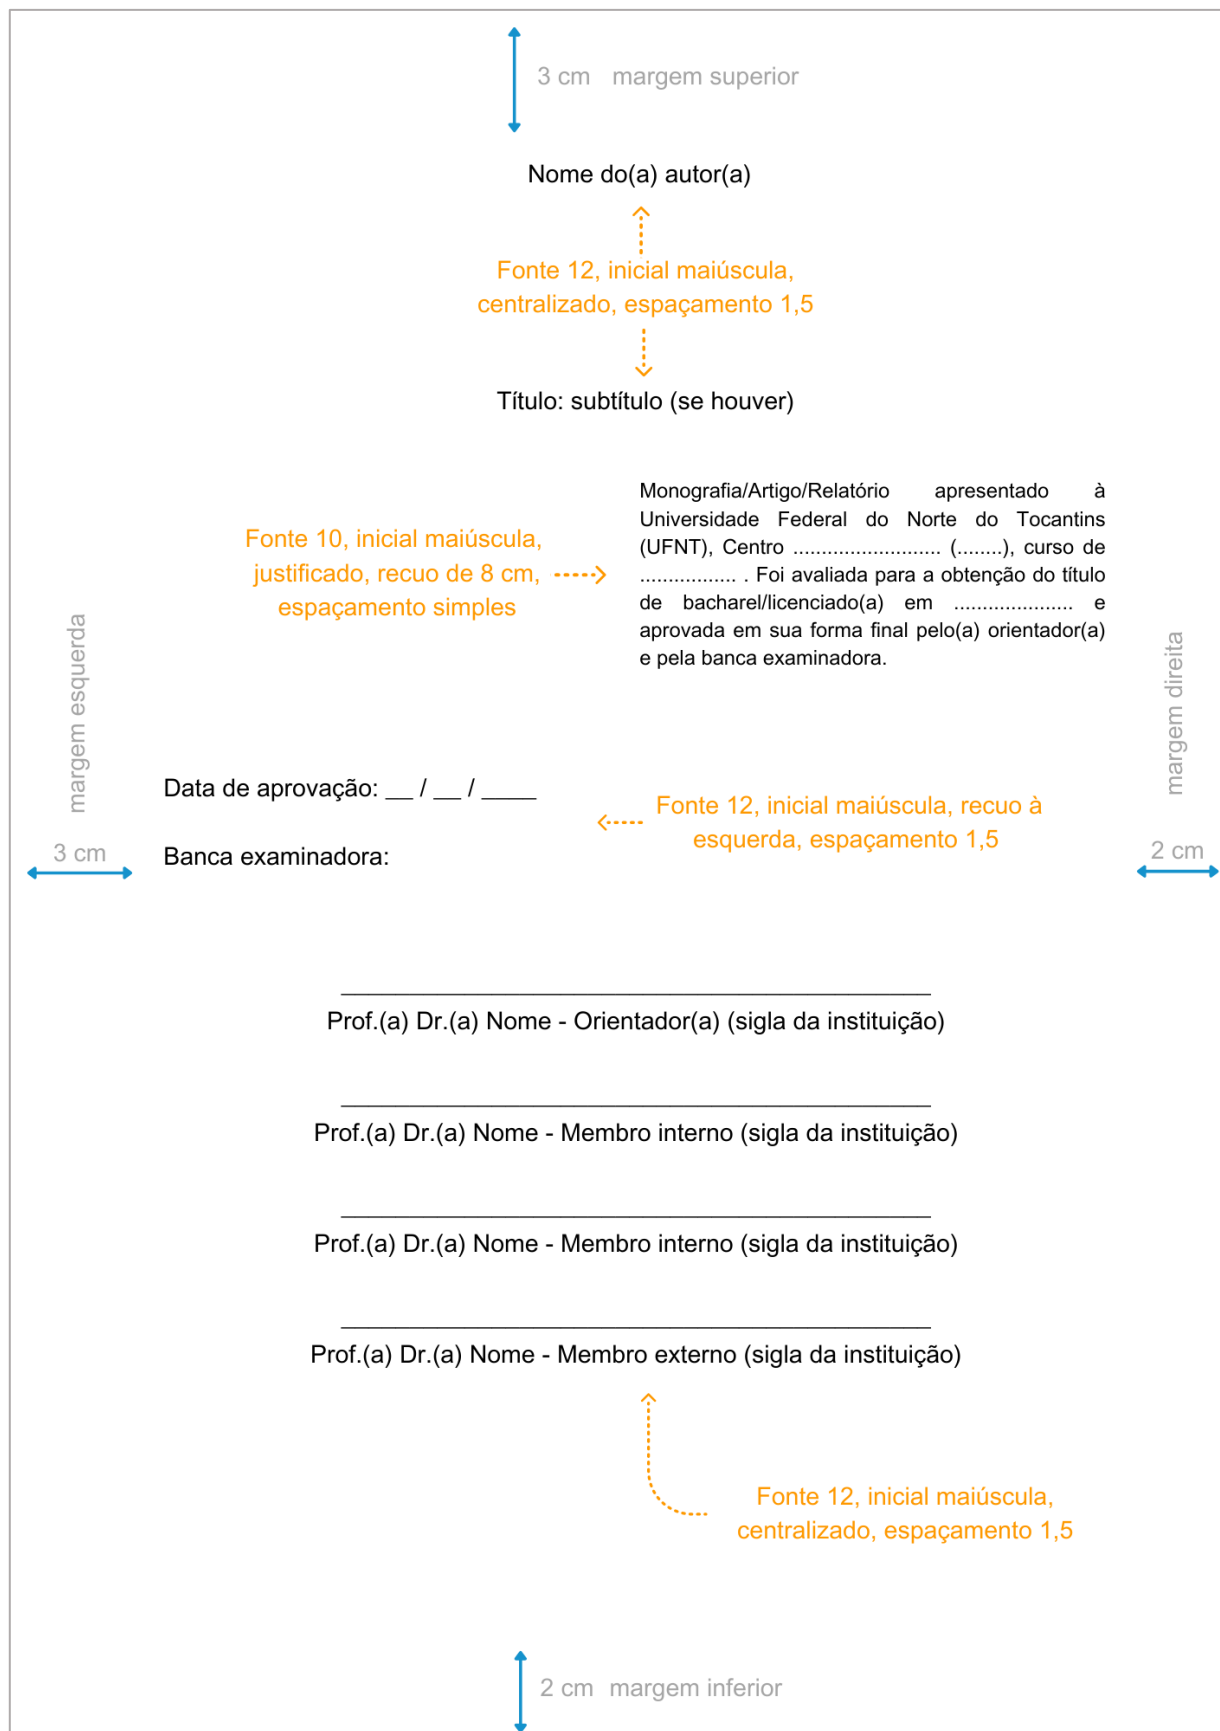 3 cm margem superior
Nome do(a) autor(a)
Fonte 12, inicial maiúscula,
centralizado, espaçamento 1,5
Título: subtítulo (se houver)
Monografia/Artigo/Relatório apresentado à
Universidade Federal do Norte do Tocantins
(UFNT), Centro .......................... (........), curso de
................. . Foi avaliada para a obtenção do título
de bacharel/licenciado(a) em ..................... e
aprovada em sua forma final pelo(a) orientador(a)
e pela banca examinadora.
Fonte 10, inicial maiúscula,
justificado, recuo de 8 cm,
espaçamento simples
margem esquerda
3 cm
margem direita
2 cm
Data de aprovação: __ / __ / ____
Fonte 12, inicial maiúscula, recuo à
esquerda, espaçamento 1,5
Banca examinadora:
Prof.(a) Dr.(a) Nome - Orientador(a) (sigla da instituição)
Prof.(a) Dr.(a) Nome - Membro interno (sigla da instituição)
Prof.(a) Dr.(a) Nome - Membro interno (sigla da instituição)
Prof.(a) Dr.(a) Nome - Membro externo (sigla da instituição)
Fonte 12, inicial maiúscula,
centralizado, espaçamento 1,5
2 cm margem inferior